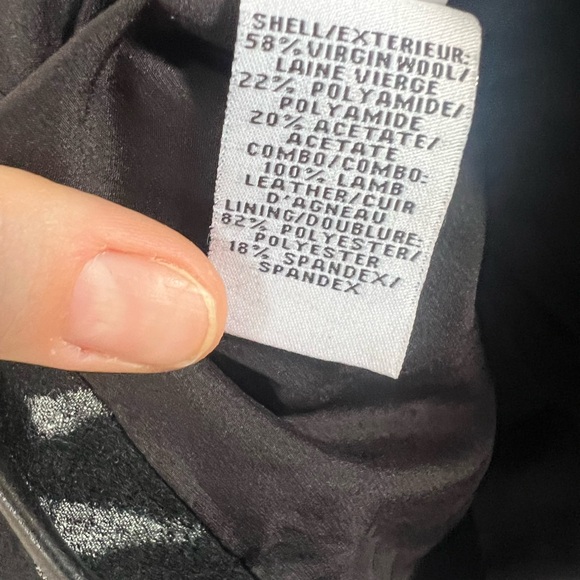 SHELL/EXTERIEUR:
58% VIRGIN WOOL/
LAINE VIERGE
22% POLYAMIDE/
POLYAMIDE
20% ACETATE/
ACETATE
COMBO/COMBO:
100% LAMB
LEATHER/CUIR
D'AGNEAU
LINING/DOUBLURE:
82% POLYESTER/
POLYESTER
18% SPANDEX/
SPANDEX